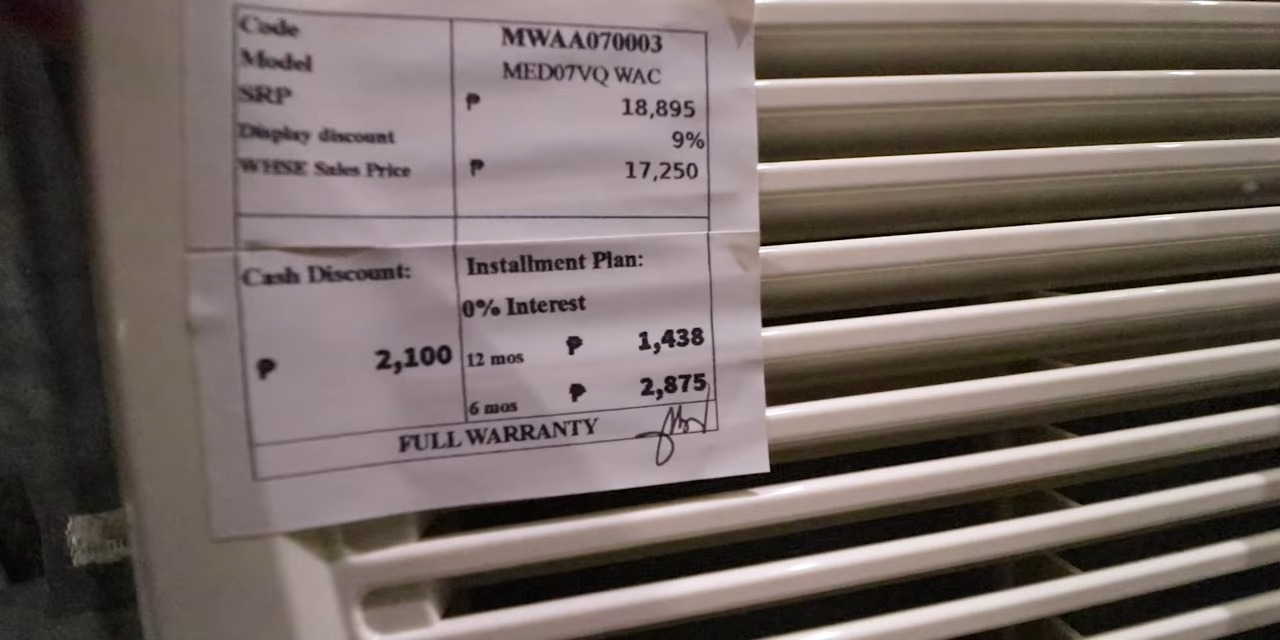 Code MWAA070003
Model MED07VQ WAC
SRP ₱ 18,895
Display discount 9%
WHSE Sales Price ₱ 17,250
Cash Discount: Installment Plan:
0% Interest
₱ 2,100 12 mos ₱ 1,438
6 mos ₱ 2,875
FULL WARRANTY